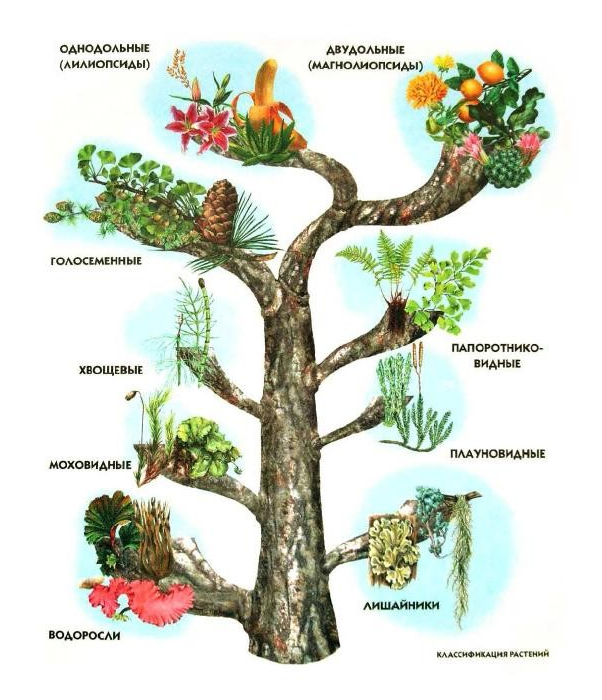 ОДНОДОЛЬНЫЕ
(ЛИЛИОПСИДЫ)
ДВУДОЛЬНЫЕ
(МАГНОЛИОПСИДЫ)
ГОЛОСЕМЕННЫЕ
ПАПОРОТНИКО-
ВИДНЫЕ
ХВОЩЕВЫЕ
ПЛАУНОВИДНЫЕ
МОХОВИДНЫЕ
ЛИШАЙНИКИ
ВОДОРОСЛИ
КЛАССИФИКАЦИЯ РАСТЕНИЙ